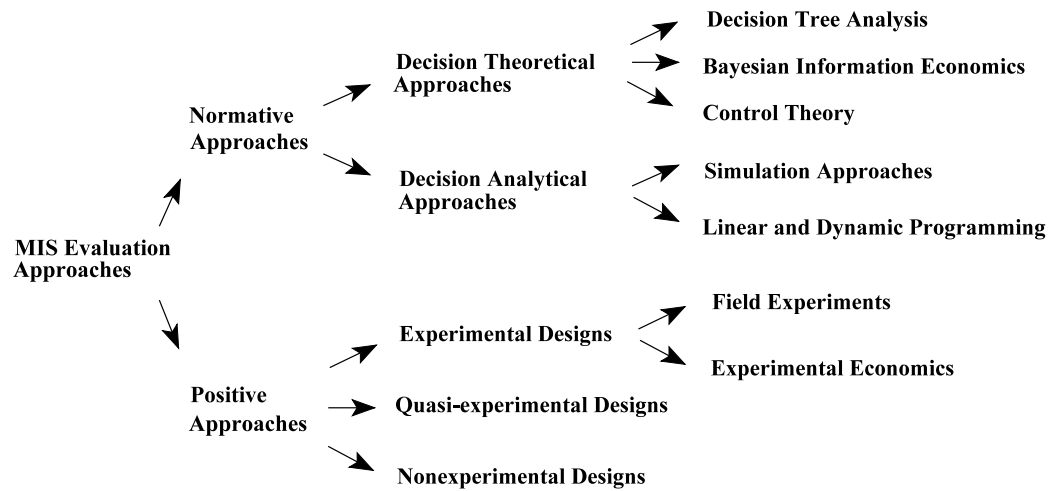 Decision Tree Analysis
Decision Theoretical
Approaches
Bayesian Information Economics
Control Theory
Normative
Approaches
Decision Analytical
Approaches
Simulation Approaches
Linear and Dynamic Programming
MIS Evaluation
Approaches
Field Experiments
Experimental Designs
Experimental Economics
Positive
Approaches
Quasi-experimental Designs
Nonexperimental Designs